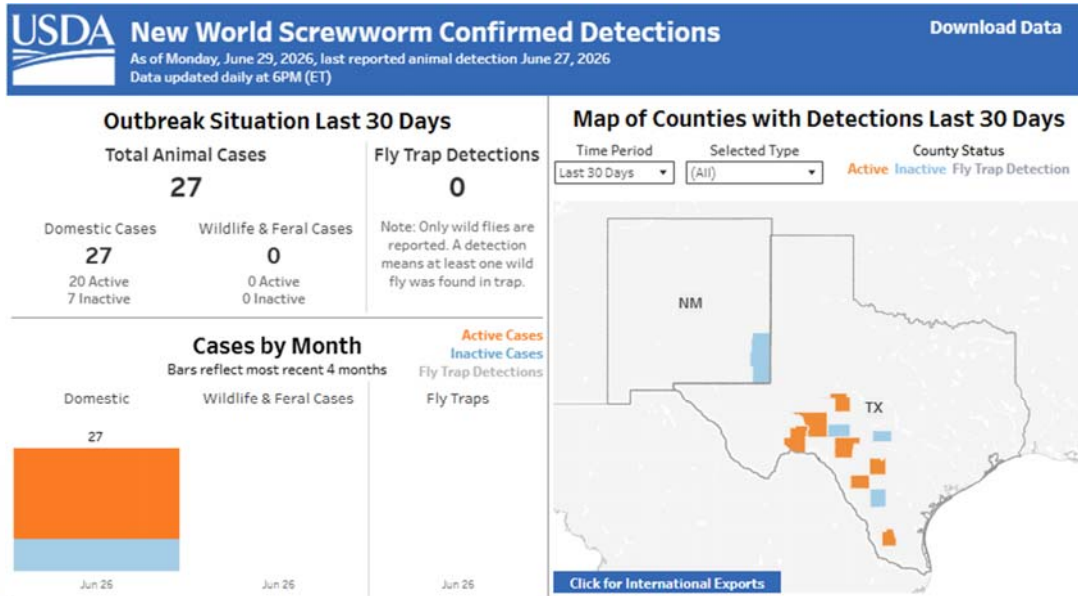 USDA
New World Screwworm Confirmed Detections
As of Monday, June 29, 2026, last reported animal detection June 27, 2026
Data updated daily at 6PM (ET)
Download Data
Outbreak Situation Last 30 Days
Total Animal Cases
27
Domestic Cases
27
20 Active
7 Inactive
Wildlife & Feral Cases
0
0 Active
0 Inactive
Fly Trap Detections
0
Note: Only wild flies are
reported. A detection
means at least one wild
fly was found in trap.
Cases by Month
Bars reflect most recent 4 months
Active Cases
Inactive Cases
Fly Trap Detections
Domestic
27
Jun 26
Wildlife & Feral Cases
Jun 26
Fly Traps
Jun 26
Map of Counties with Detections Last 30 Days
Time Period
Last 30 Days
Selected Type
(All)
County Status
Active Inactive Fly Trap Detection
NM
TX
Click for International Exports